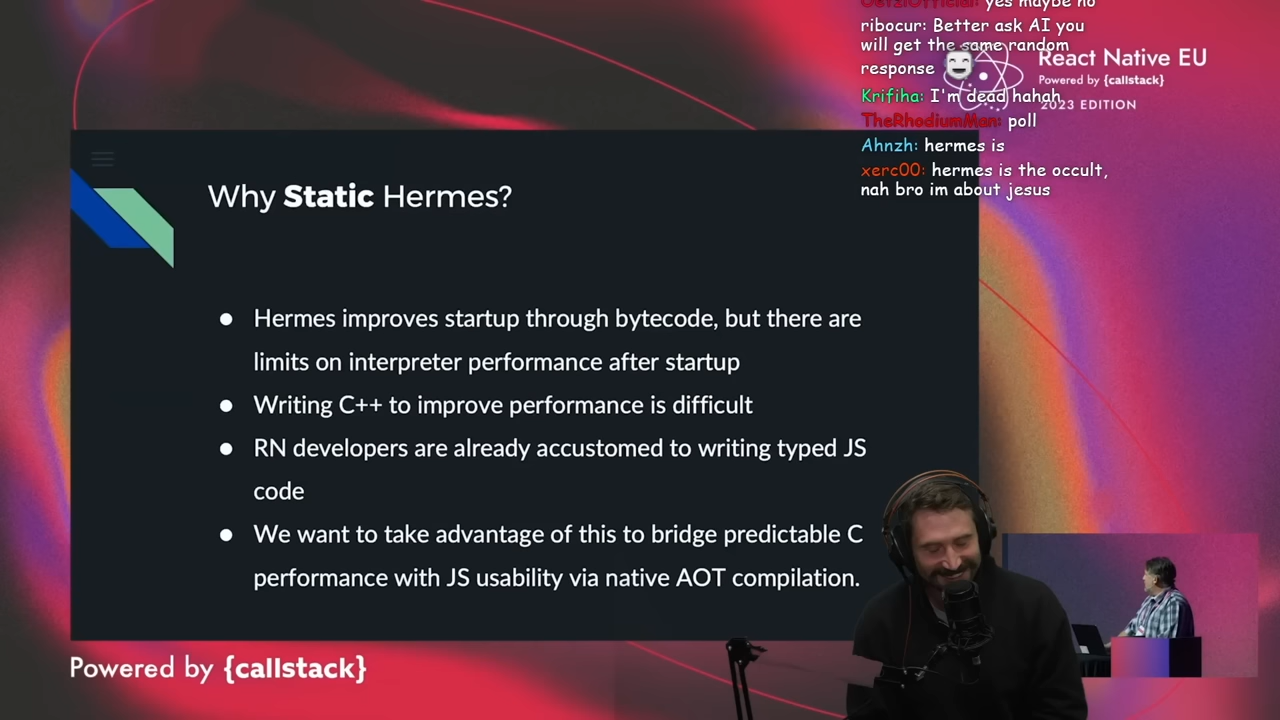 yes maybe no
ribocur: Better ask AI you
will get the same random
response
Krifiha: I'm dead hahah
TheRhodiumMan: poll
Ahnzh: hermes is
xerc00: hermes is the occult,
nah bro im about jesus
React Native EU
Powered by {callstack}
2023 EDITION
Why Static Hermes?
● Hermes improves startup through bytecode, but there are
limits on interpreter performance after startup
● Writing C++ to improve performance is difficult
● RN developers are already accustomed to writing typed JS
code
● We want to take advantage of this to bridge predictable C
performance with JS usability via native AOT compilation.
Powered by {callstack}